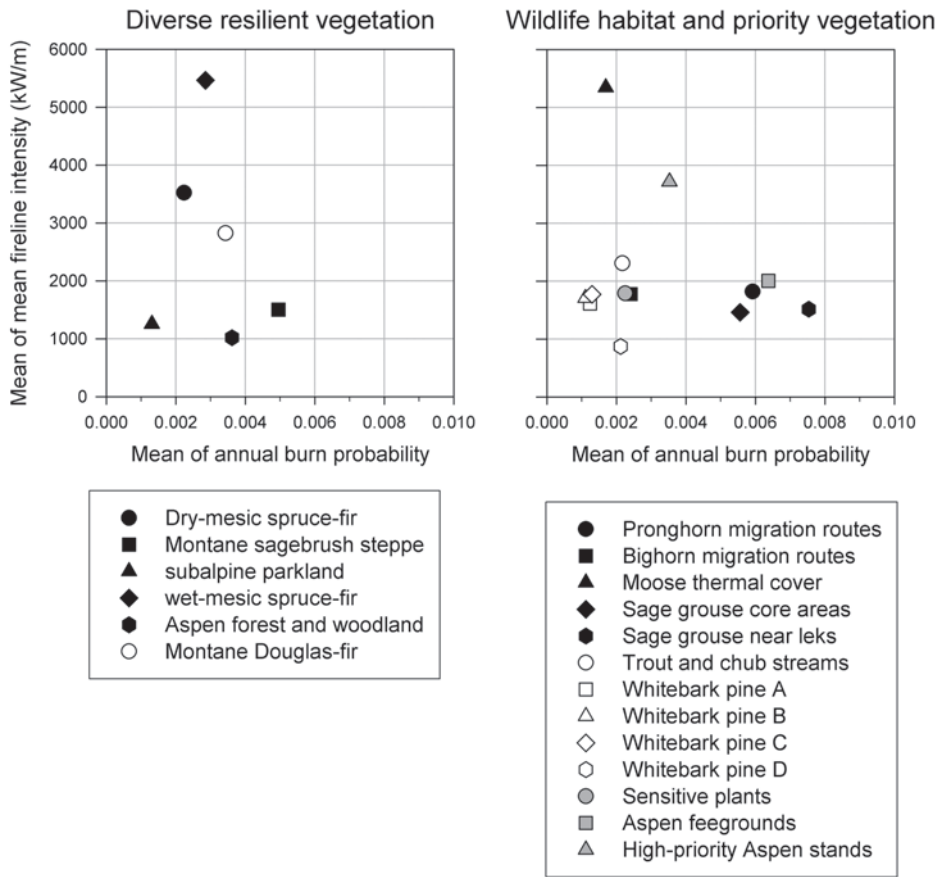 Diverse resilient vegetation
Wildlife habitat and priority vegetation
Mean of mean fireline intensity (kW/m)
6000
5000
4000
3000
2000
1000
0
0.000 0.002 0.004 0.006 0.008 0.010
Mean of annual burn probability
0.000 0.002 0.004 0.006 0.008 0.010
Mean of annual burn probability
Dry-mesic spruce-fir
Montane sagebrush steppe
subalpine parkland
wet-mesic spruce-fir
Aspen forest and woodland
Montane Douglas-fir
Pronghorn migration routes
Bighorn migration routes
Moose thermal cover
Sage grouse core areas
Sage grouse near leks
Trout and chub streams
Whitebark pine A
Whitebark pine B
Whitebark pine C
Whitebark pine D
Sensitive plants
Aspen feegrounds
High-priority Aspen stands